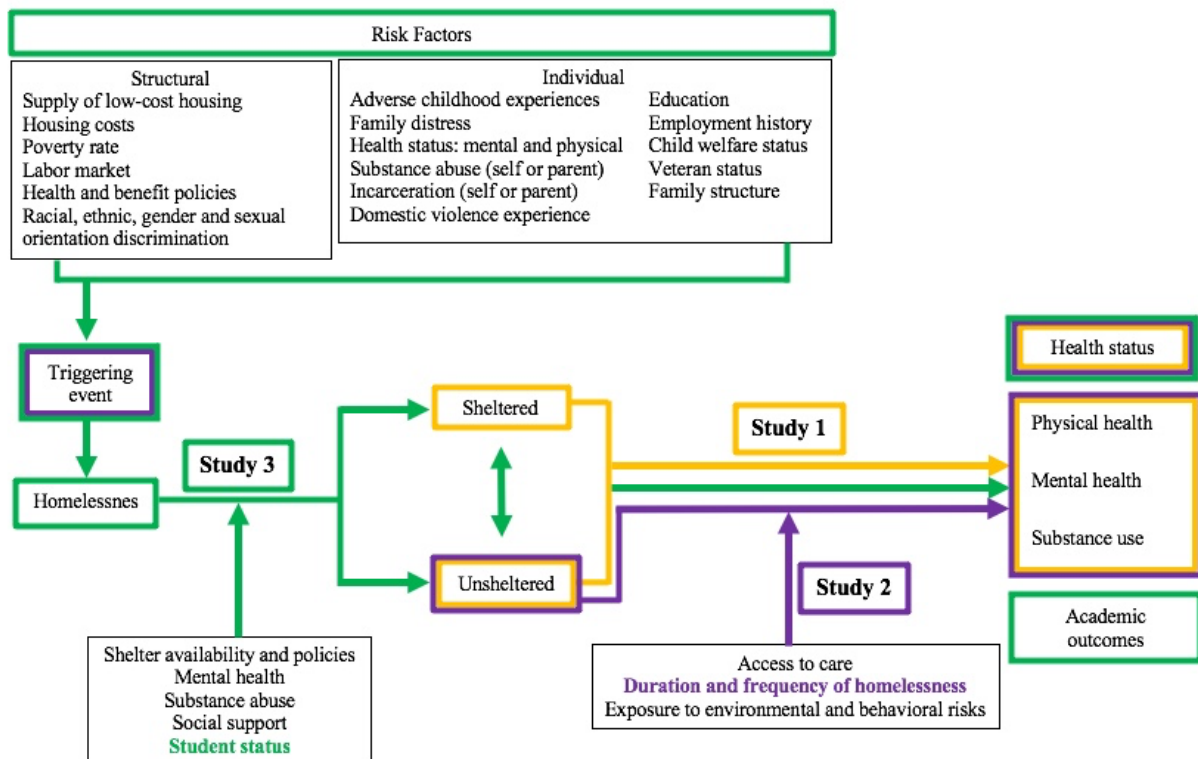 Risk Factors
Structural
Supply of low-cost housing
Housing costs
Poverty rate
Labor market
Health and benefit policies
Racial, ethnic, gender and sexual
orientation discrimination
Individual
Adverse childhood experiences
Family distress
Health status: mental and physical
Substance abuse (self or parent)
Incarceration (self or parent)
Domestic violence experience
Education
Employment history
Child welfare status
Veteran status
Family structure
Triggering
event
Homelessnes
Study 3
Shelter availability and policies
Mental health
Substance abuse
Social support
Student status
Sheltered
Unsheltered
Study 1
Study 2
Access to care
Duration and frequency of homelessness
Exposure to environmental and behavioral risks
Health status
Physical health
Mental health
Substance use
Academic
outcomes